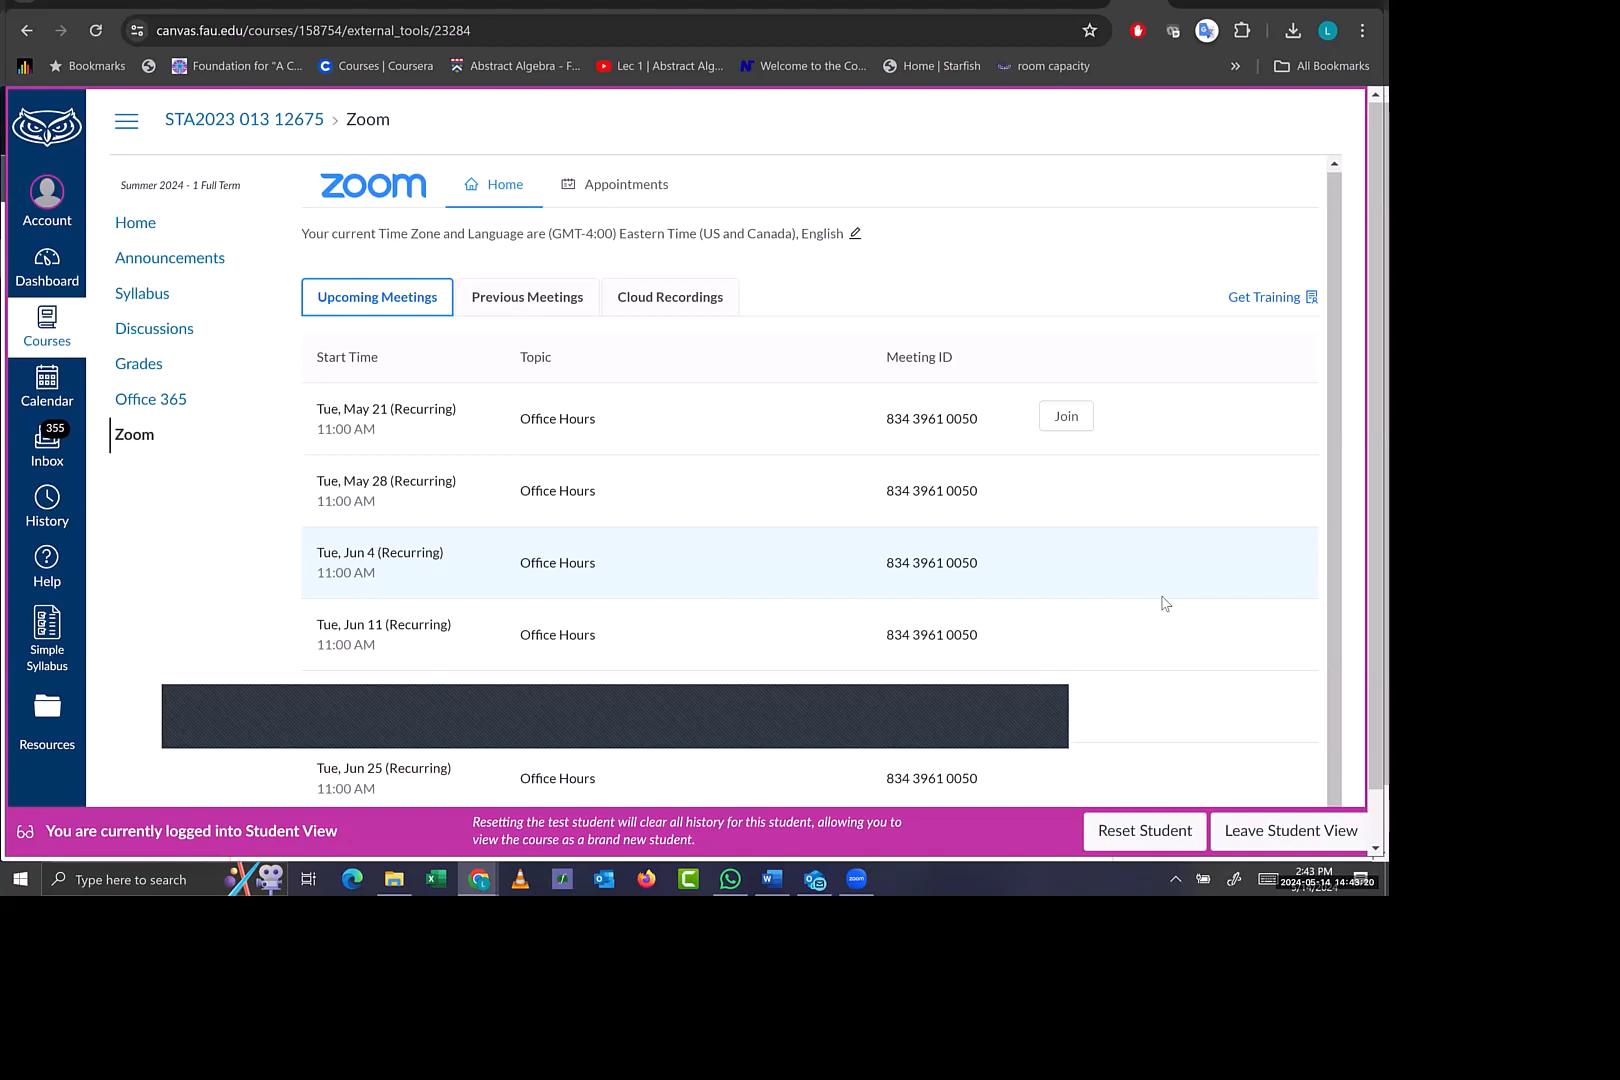 canvas.fau.edu/courses/158754/external_tools/23284
L
Bookmarks Foundation for "A C... Courses | Coursera Abstract Algebra - F... Lec 1 | Abstract Alg... Welcome to the Co... Home | Starfish room capacity » All Bookmarks
STA2023 013 12675 > Zoom
Summer 2024 - 1 Full Term
zoom Home Appointments
Account
Home
Your current Time Zone and Language are (GMT-4:00) Eastern Time (US and Canada), English
Announcements
Dashboard
Syllabus
Upcoming Meetings Previous Meetings Cloud Recordings Get Training
Discussions
Courses
Start Time Topic Meeting ID
Grades
Calendar
Office 365
Tue, May 21 (Recurring)
11:00 AM
Office Hours 834 3961 0050 Join
355
Inbox
Zoom
Tue, May 28 (Recurring)
11:00 AM
Office Hours 834 3961 0050
History
Tue, Jun 4 (Recurring)
11:00 AM
Office Hours 834 3961 0050
Help
Tue, Jun 11 (Recurring)
11:00 AM
Office Hours 834 3961 0050
Simple
Syllabus
Resources
Tue, Jun 25 (Recurring)
11:00 AM
Office Hours 834 3961 0050
You are currently logged into Student View
Resetting the test student will clear all history for this student, allowing you to
view the course as a brand new student.
Reset Student Leave Student View
Type here to search
zoom
2:43 PM
2024-05-14 14:43:20